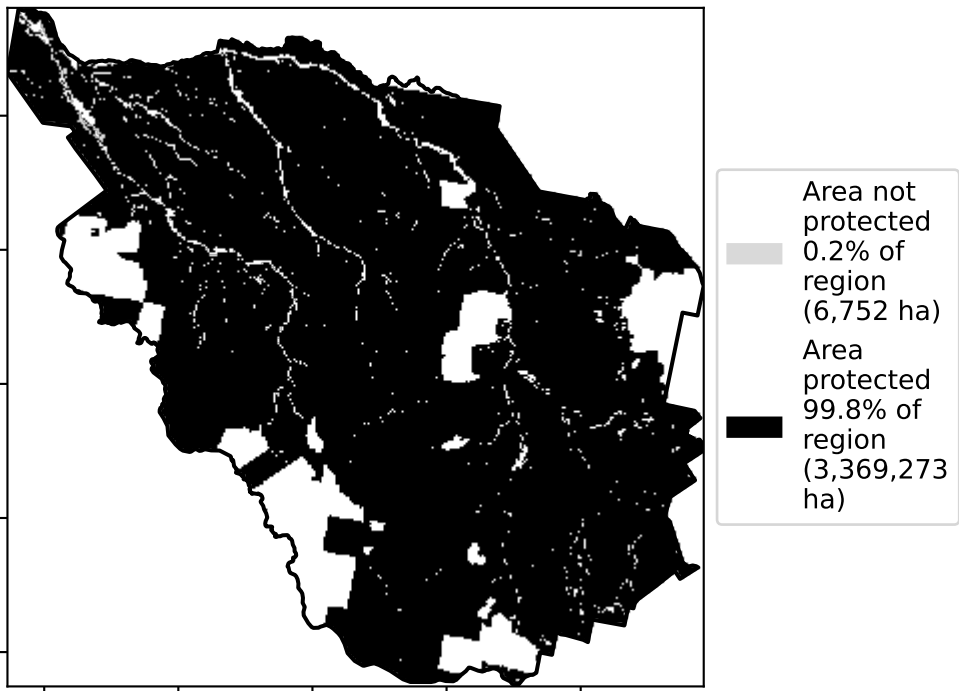 Area not
protected
0.2% of
region
(6,752 ha)
Area
protected
99.8% of
region
(3,369,273
ha)